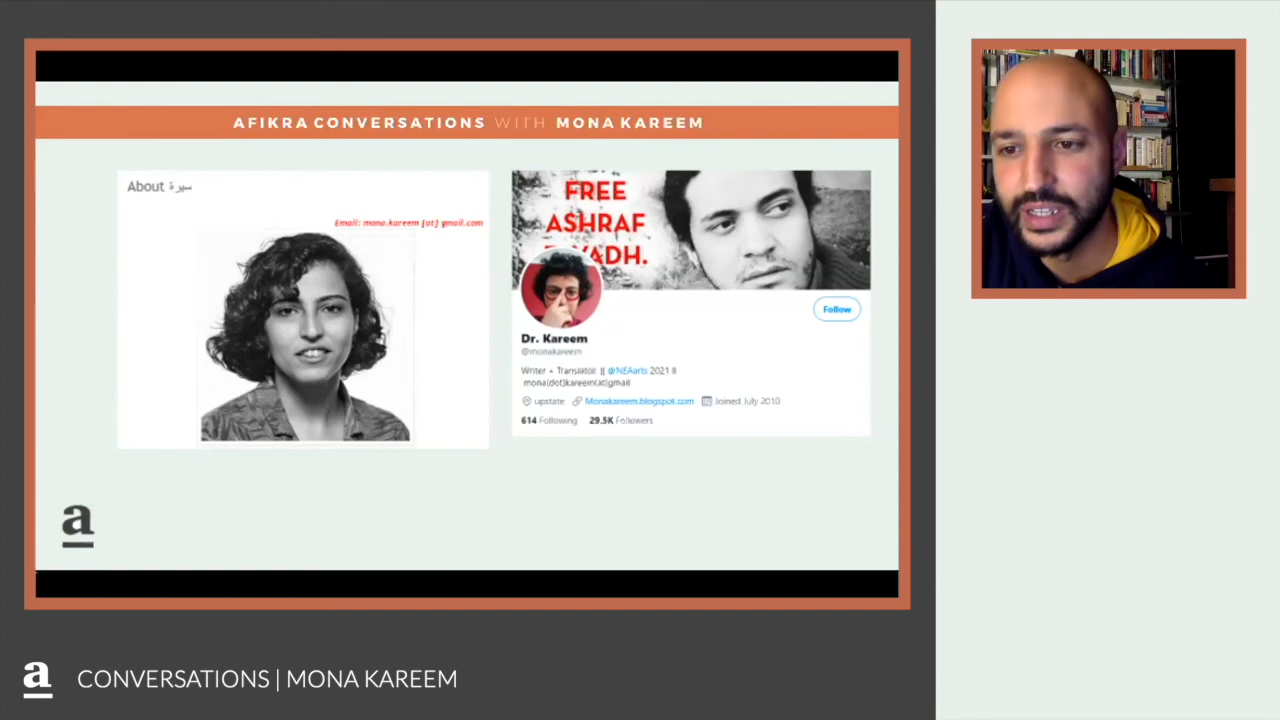 AFIKRA CONVERSATIONS WITH MONA KAREEM
About سيرة
Email: mona.kareem [at] gmail.com
FREE
ASHRAF
YADH.
Follow
Dr. Kareem
@monakareem
Writer + Translator || @NEAarts 2021 ||
mona(dot)kareem(at)gmail
upstate Monakareem.blogspot.com Joined July 2010
614 Following 29.5K Followers
a
a CONVERSATIONS | MONA KAREEM